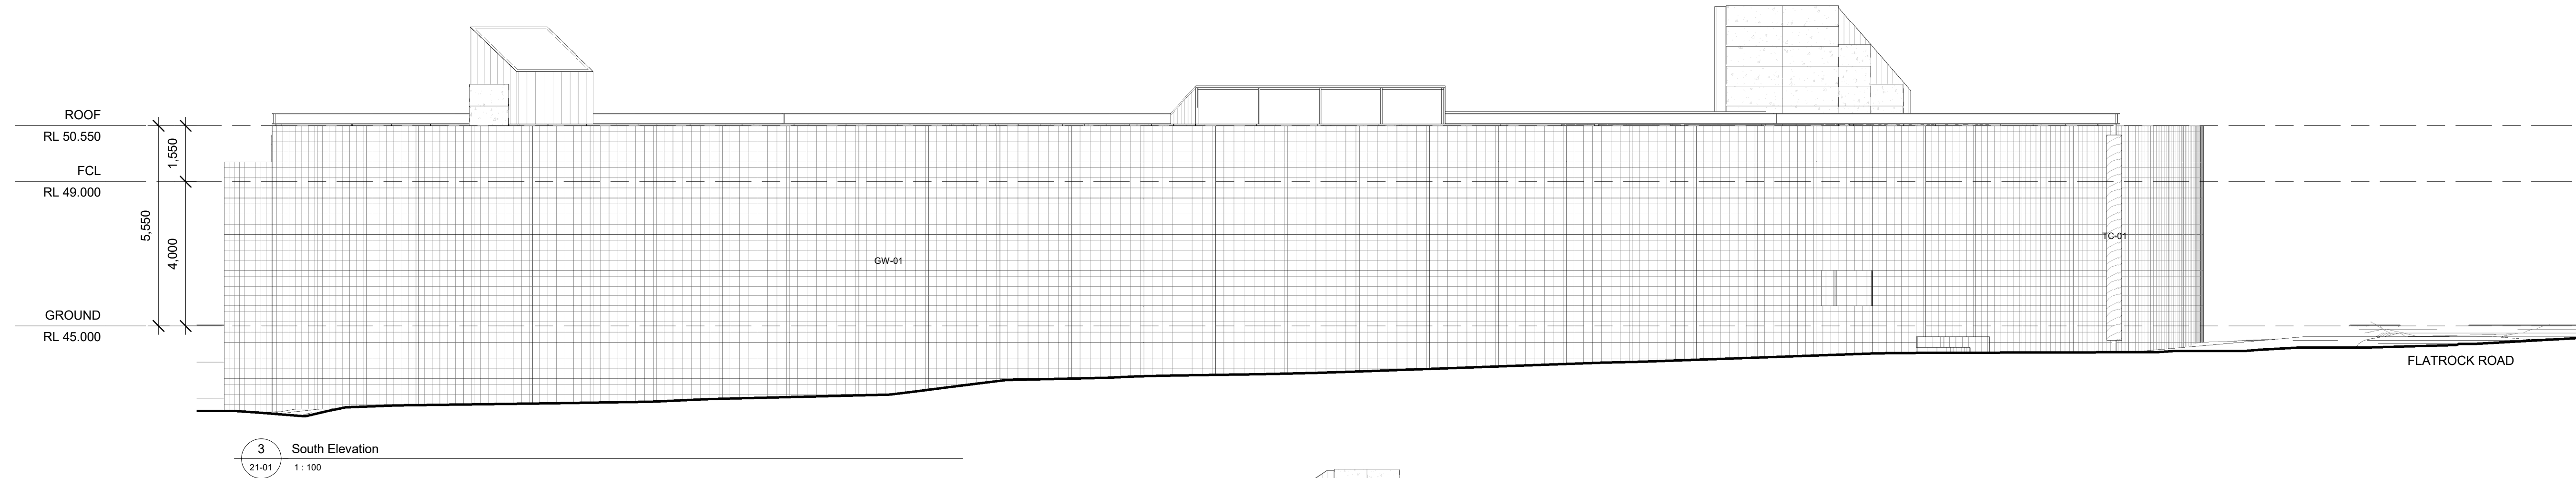 ROOF
RL 50.550
1,550
FCL
RL 49.000
5,550
4,000
GW-01
TC-01
GROUND
RL 45.000
FLATROCK ROAD
3
South Elevation
21-01
1 : 100